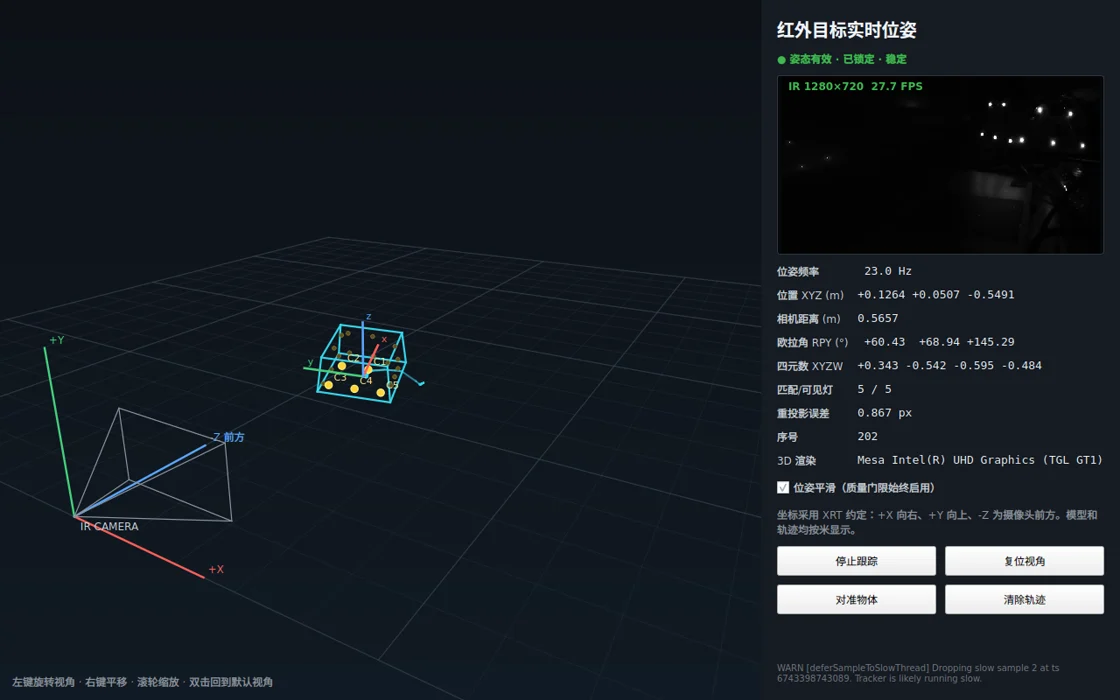 红外目标实时位姿
● 姿态有效 · 已锁定 · 稳定
IR 1280×720 27.7 FPS
位姿频率 23.0 Hz
位置 XYZ (m) +0.1264 +0.0507 -0.5491
相机距离 (m) 0.5657
欧拉角 RPY (°) +60.43 +68.94 +145.29
四元数 XYZW +0.343 -0.542 -0.595 -0.484
匹配/可见灯 5 / 5
重投影误差 0.867 px
序号 202
3D 渲染 Mesa Intel(R) UHD Graphics (TGL GT1)
位姿平滑（质量门限始终启用）
坐标采用 XRT 约定：+X 向右、+Y 向上、-Z 为摄像头前方。模型和
轨迹均按米显示。
停止跟踪 复位视角
对准物体 清除轨迹
WARN [deferSampleToSlowThread] Dropping slow sample 2 at ts
6743398743089. Tracker is likely running slow.
z
x
y
C2 C1
C3 C4 C5
+Y
-Z 前方
IR CAMERA
+X
左键旋转视角 · 右键平移 · 滚轮缩放 · 双击回到默认视角